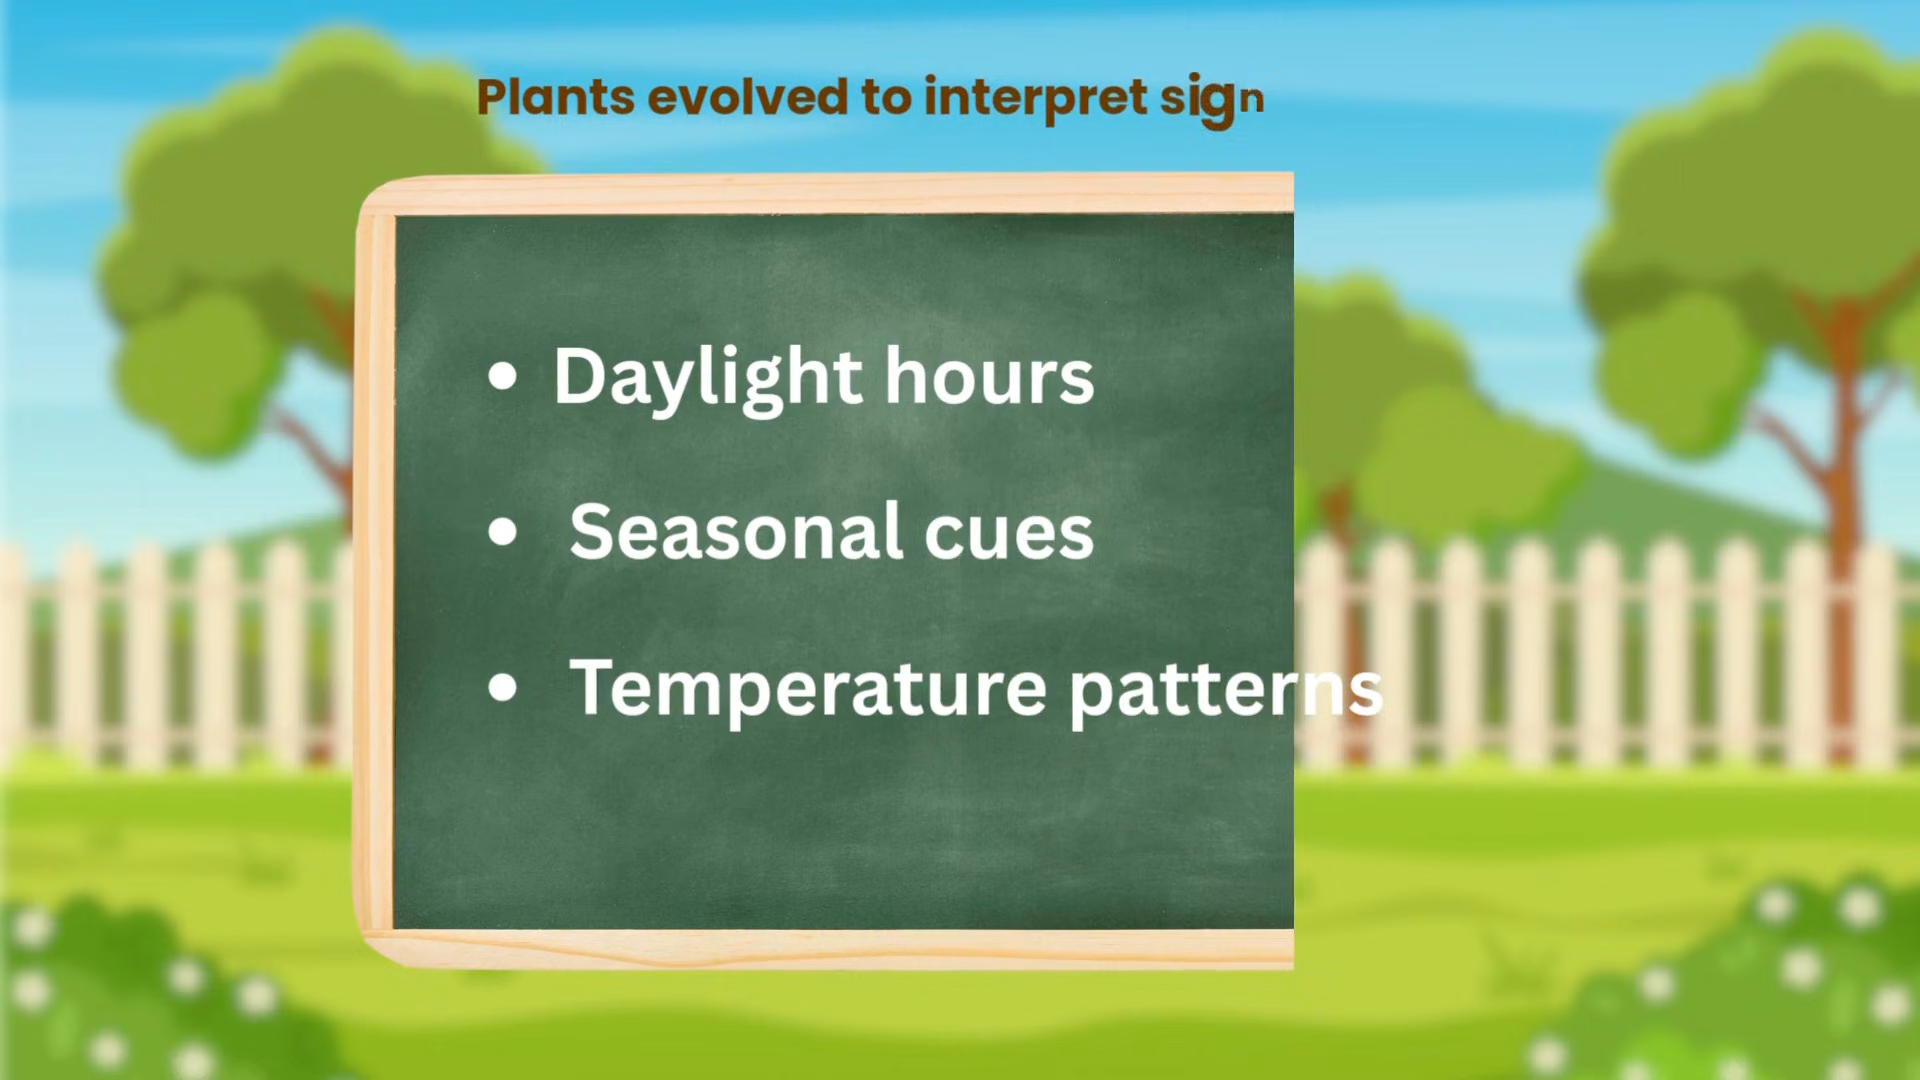 Plants evolved to interpret sign
• Daylight hours
• Seasonal cues
• Temperature patterns